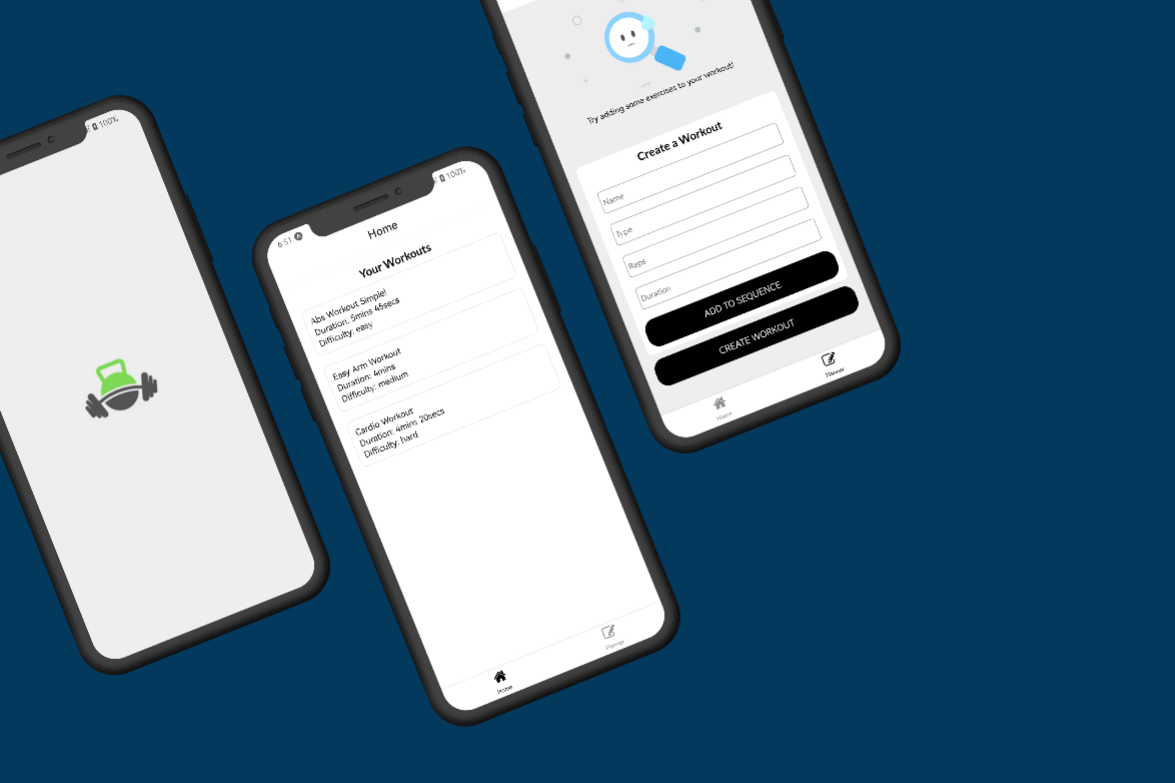 100%
6:51
100%
Home
Your Workouts
Abs Workout Simple!
Duration: 5mins 45secs
Difficulty: easy
Easy Arm Workout
Duration: 4mins
Difficulty: medium
Cardio Workout
Duration: 4mins 20secs
Difficulty: hard
Home
Planner
Try adding some exercises to your workout!
Create a Workout
Name
Type
Reps
Duration
ADD TO SEQUENCE
CREATE WORKOUT
Home
Planner